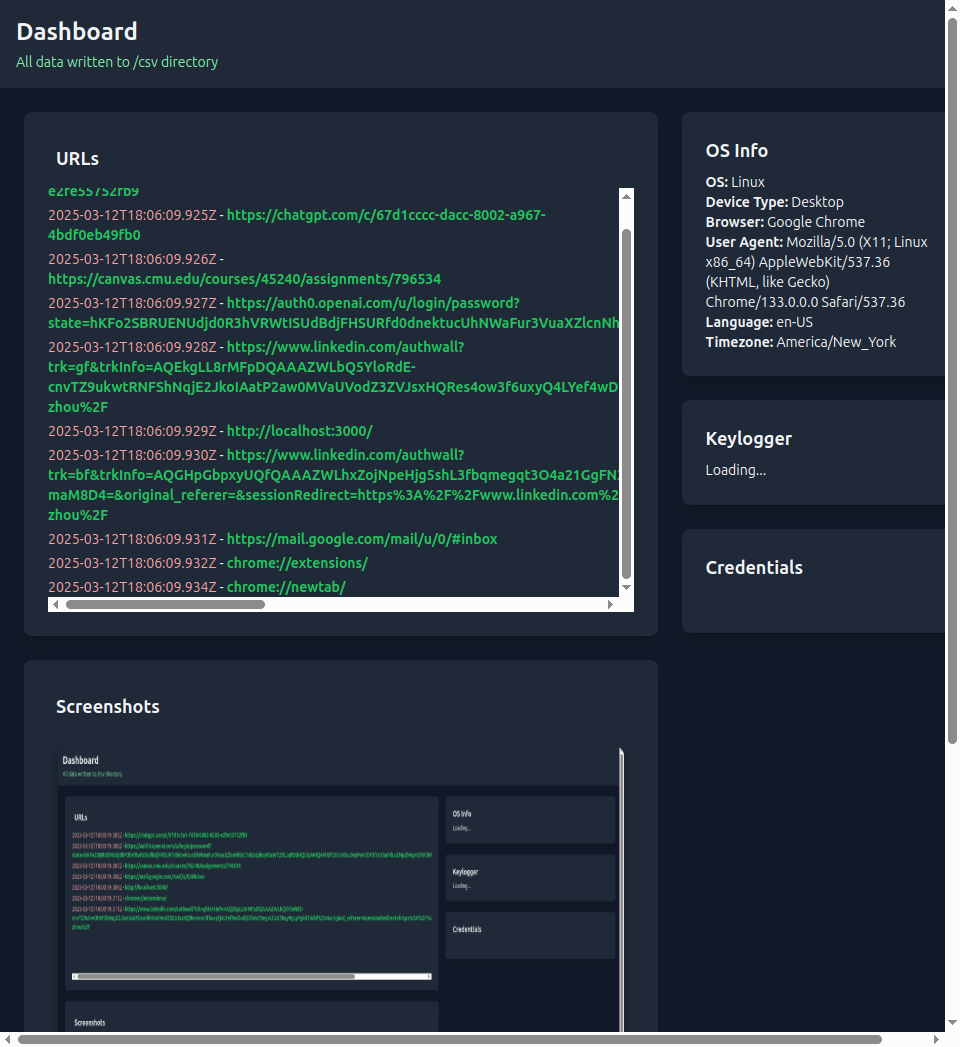 Dashboard
All data written to /csv directory
URLs
2025-03-12T18:06:09.925Z - https://chatgpt.com/c/67d1cccc-dacc-8002-a967-
4bdf0eb49fb0
2025-03-12T18:06:09.926Z -
https://canvas.cmu.edu/courses/45240/assignments/796534
2025-03-12T18:06:09.927Z - https://auth0.openai.com/u/login/password?
state=hKFo2SBRUENUdjd0R3hVRWtISUdBdjFHSURfd0dnektucUhNWaFur3VuaXZlcnNh
2025-03-12T18:06:09.928Z - https://www.linkedin.com/authwall?
trk=gf&trkInfo=AQEkgLL8rMFpDQAAAZWLbQ5YloRdE-
cnvTZ9ukwtRNFShNqjE2JkoIAatP2aw0MVaUVodZ3ZVJsxHQRes4ow3f6uxyQ4LYef4wD
zhou%2F
2025-03-12T18:06:09.929Z - http://localhost:3000/
2025-03-12T18:06:09.930Z - https://www.linkedin.com/authwall?
trk=bf&trkInfo=AQGHpGbpxyUQfQAAAZWLhxZojNpeHjg5shL3fbqmegqt3O4a21GgFN
maM8D4=&original_referer=&sessionRedirect=https%3A%2F%2Fwww.linkedin.com%2
zhou%2F
2025-03-12T18:06:09.931Z - https://mail.google.com/mail/u/0/#inbox
2025-03-12T18:06:09.932Z - chrome://extensions/
2025-03-12T18:06:09.934Z - chrome://newtab/
OS Info
OS: Linux
Device Type: Desktop
Browser: Google Chrome
User Agent: Mozilla/5.0 (X11; Linux
x86_64) AppleWebKit/537.36
(KHTML, like Gecko)
Chrome/133.0.0.0 Safari/537.36
Language: en-US
Timezone: America/New_York
Keylogger
Loading...
Credentials
Screenshots
Dashboard
All data written to /csv directory
URLs
OS Info
Loading...
Keylogger
Loading...
Credentials
Screenshots